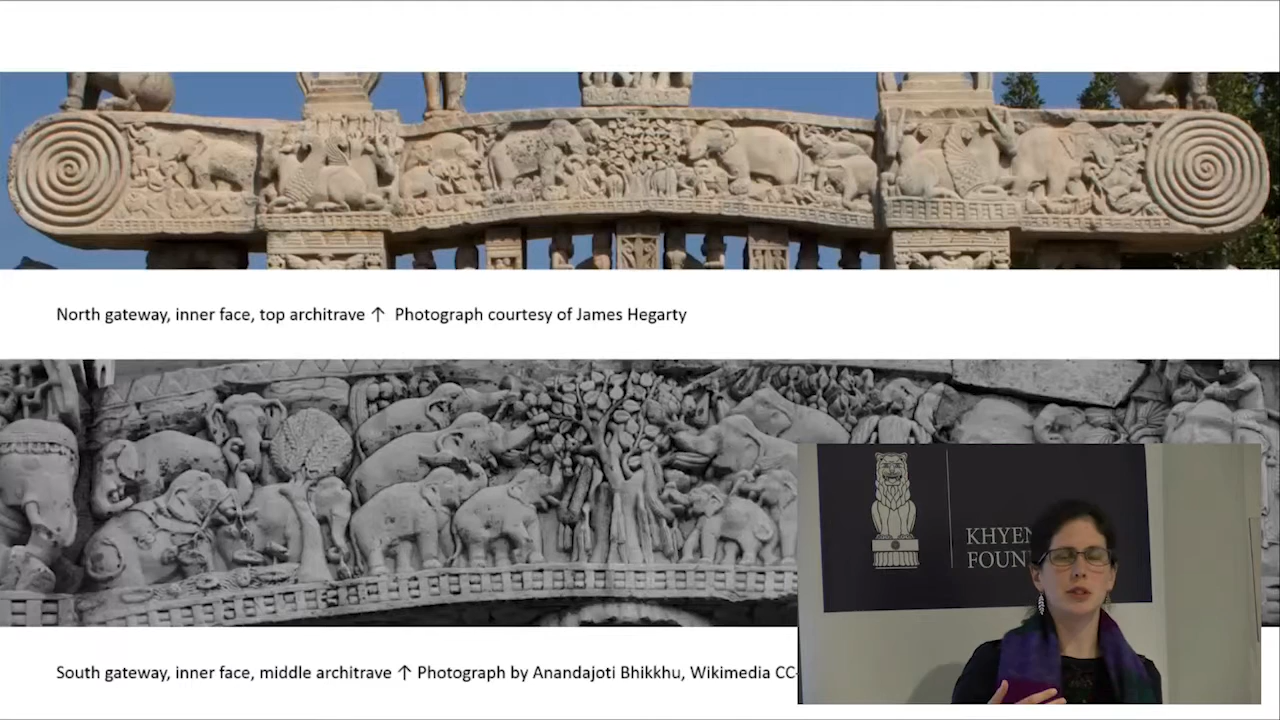 North gateway, inner face, top architrave ↑ Photograph courtesy of James Hegarty
South gateway, inner face, middle architrave ↑ Photograph by Anandajoti Bhikkhu, Wikimedia CC-
KHYEN
FOUN